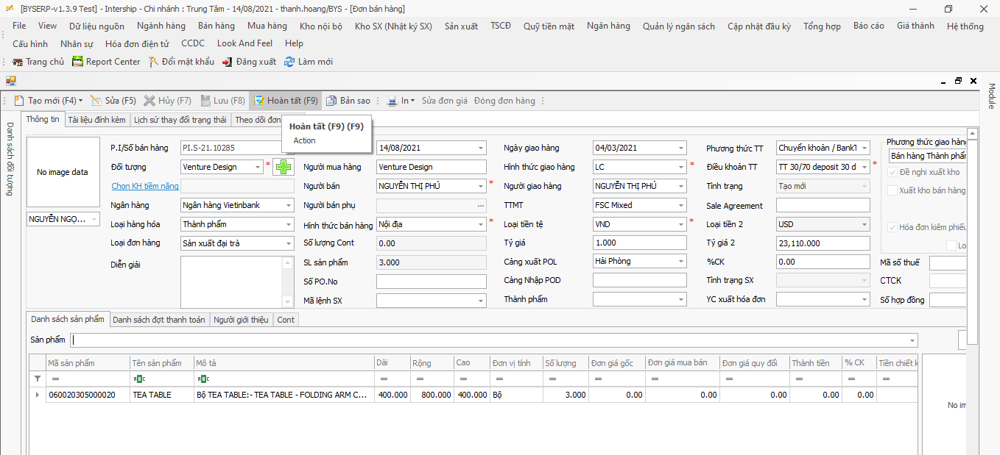 [BYSERP-v1.3.9 Test] - Intership - Chi nhánh : Trung Tâm - 14/08/2021 - thanh.hoang/BYS - [Đơn bán hàng]
File View Dữ liệu nguồn Ngành hàng Bán hàng Mua hàng Kho nội bộ Kho SX (Nhật ký SX) Sản xuất TSCĐ Quỹ tiền mặt Ngân hàng Quản lý ngân sách Cập nhật đầu kỳ Tổng hợp Báo cáo Giá thành Hệ thống
Cấu hình Nhân sự Hóa đơn điện tử CCDC Look And Feel Help
Trang chủ Report Center Đổi mật khẩu Đăng xuất Làm mới
Module
Tạo mới (F4) Sửa (F5) Hủy (F7) Lưu (F8) Hoàn tất (F9) Bản sao In Sửa đơn giá Đóng đơn hàng
Danh sách đối tượng
Thông tin Tài liệu đính kèm Lịch sử thay đổi trạng thái Theo dõi đơn
Hoàn tất (F9) (F9)
Action
No image data
NGUYỄN NGỌ...
P.I/Số bán hàng PI.S-21.10285 14/08/2021 Ngày giao hàng 04/03/2021 Phương thức TT Chuyển khoản / BankT
Đối tượng Venture Design * Người mua hàng Venture Design Hình thức giao hàng LC * Điều khoản TT TT 30/70 deposit 30 d *
Chọn KH tiềm năng Người bán NGUYỄN THỊ PHÚ * Người giao hàng NGUYỄN THỊ PHÚ Tình trạng Tạo mới
Ngân hàng Ngân hàng Vietinbank Người bán phụ ... TTMT FSC Mixed Sale Agreement
Loại hàng hóa Thành phẩm Hình thức bán hàng Nội địa * Loại tiền tệ VND * Loại tiền 2 USD
Loại đơn hàng Sản xuất đại trà Số lượng Cont 0.00 Tỷ giá 1.000 Tỷ giá 2 23,110.000
Diễn giải SL sản phẩm 3.000 Cảng xuất POL Hải Phòng %CK 0.00
Số PO.No Cảng Nhập POD Tình trạng SX
Mã lệnh SX Thành phẩm YC xuất hóa đơn
Phương thức giao hàng
Bán hàng Thành phẩm
Đề nghị xuất kho
Xuất kho bán hàng
Hóa đơn kiêm phiếu
Lo
Mã số thuế
CTCK
Số hợp đồng
Danh sách sản phẩm Danh sách đợt thanh toán Người giới thiệu Cont
Sản phẩm
Mã sản phẩm Tên sản phẩm Mô tả Dài Rộng Cao Đơn vị tính Số lượng Đơn giá gốc Đơn giá mua bán Đơn giá quy đổi Thành tiền % CK Tiền chiết k
= ABC ABC = = = = = = = = = = =
060020305000020 TEA TABLE Bộ TEA TABLE:- TEA TABLE - FOLDING ARM C... 400.000 800.000 400.000 Bộ 3.000 0.00 0.00 0.00 0.00 0.00
No im